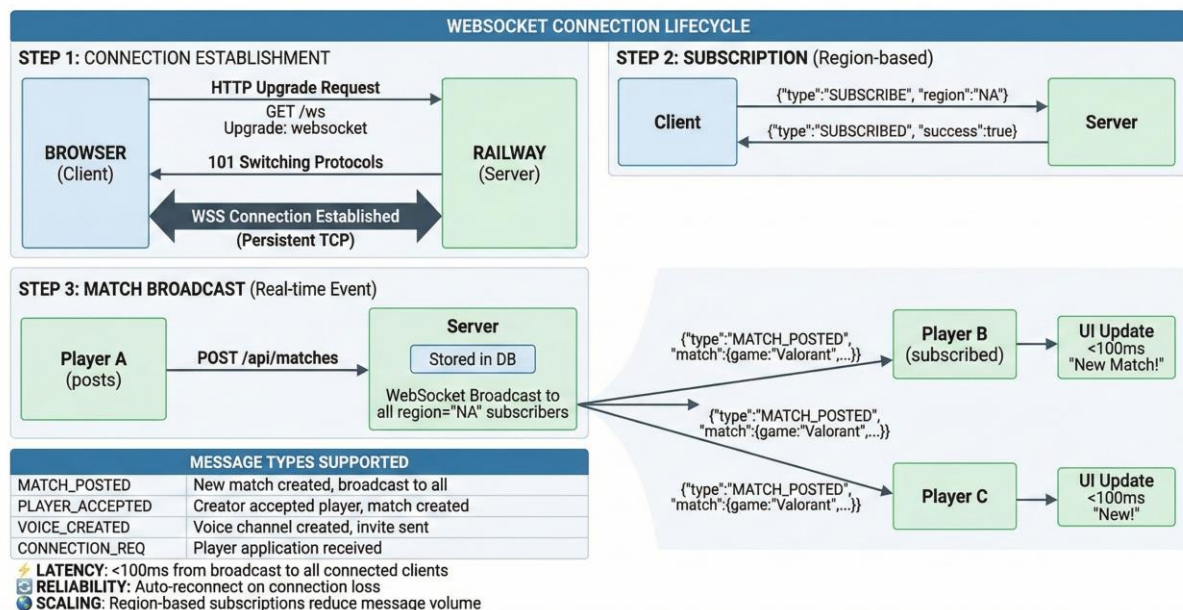 WEBSOCKET CONNECTION LIFECYCLE
STEP 1: CONNECTION ESTABLISHMENT
BROWSER
(Client)
HTTP Upgrade Request
GET /ws
Upgrade: websocket
101 Switching Protocols
WSS Connection Established
(Persistent TCP)
RAILWAY
(Server)
STEP 2: SUBSCRIPTION (Region-based)
Client
{"type":"SUBSCRIBE", "region":"NA"}
{"type":"SUBSCRIBED", "success":true}
Server
STEP 3: MATCH BROADCAST (Real-time Event)
Player A
(posts)
POST /api/matches
Server
Stored in DB
WebSocket Broadcast to
all region="NA" subscribers
{"type":"MATCH_POSTED",
"match":{game:"Valorant",...}}
Player B
(subscribed)
UI Update
<100ms
"New Match!"
{"type":"MATCH_POSTED",
"match":{game:"Valorant",...}}
{"type":"MATCH_POSTED",
"match":{game:"Valorant",...}}
Player C
UI Update
<100ms
"New!"
MESSAGE TYPES SUPPORTED
MATCH_POSTED New match created, broadcast to all
PLAYER_ACCEPTED Creator accepted player, match created
VOICE_CREATED Voice channel created, invite sent
CONNECTION_REQ Player application received
⚡ LATENCY: <100ms from broadcast to all connected clients
🔄 RELIABILITY: Auto-reconnect on connection loss
🌎 SCALING: Region-based subscriptions reduce message volume